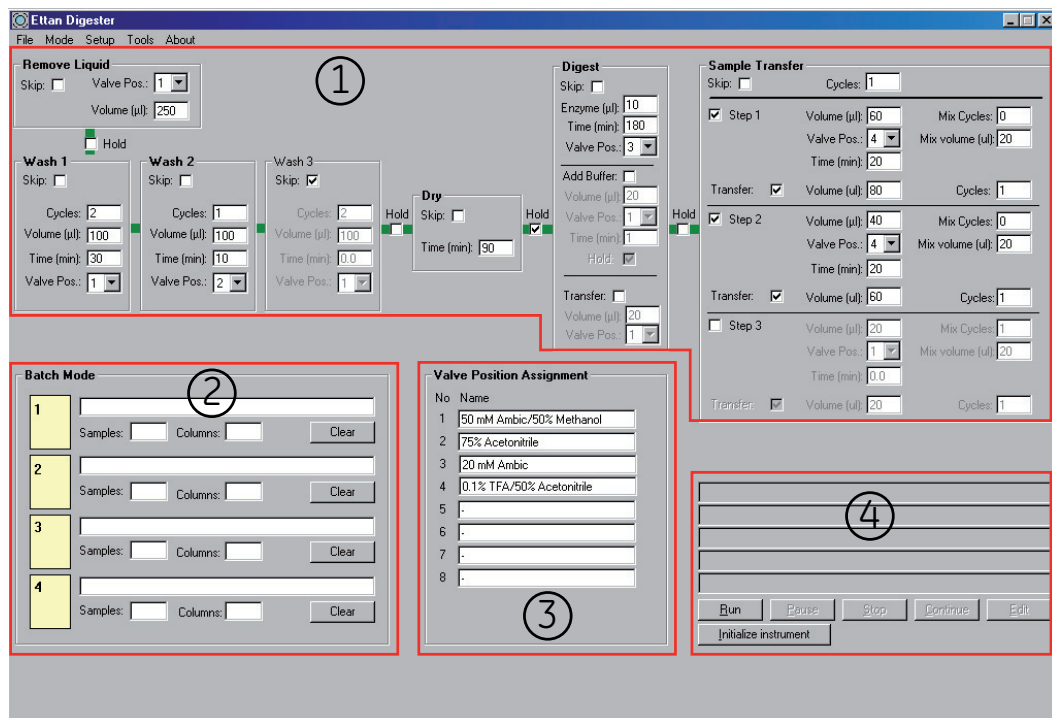 Ettan Digester
File Mode Setup Tools About
1
Remove Liquid
Skip: Valve Pos.: 1
Volume (µl): 250
Hold
Wash 1
Skip:
Cycles: 2
Volume (µl): 100
Time (min): 30
Valve Pos.: 1
Wash 2
Skip:
Cycles: 1
Volume (µl): 100
Time (min): 10
Valve Pos.: 2
Wash 3
Skip:
Cycles: 2
Volume (µl): 100
Time (min): 0.0
Valve Pos.: 1
Hold
Dry
Skip:
Time (min): 90
Hold
Digest
Skip:
Enzyme (µl): 10
Time (min): 180
Valve Pos.: 3
Add Buffer:
Volume (µl): 20
Valve Pos.: 1
Time (min): 1
Hold:
Transfer:
Volume (µl): 20
Valve Pos.: 1
Hold
Sample Transfer
Skip: Cycles: 1
Step 1 Volume (µl): 60 Mix Cycles: 0
Valve Pos.: 4 Mix volume (ul): 20
Time (min): 20
Transfer: Volume (ul): 80 Cycles: 1
Step 2 Volume (µl): 40 Mix Cycles: 0
Valve Pos.: 4 Mix volume (ul): 20
Time (min): 20
Transfer: Volume (ul): 60 Cycles: 1
Step 3 Volume (µl): 20 Mix Cycles: 1
Valve Pos.: 1 Mix volume (ul): 20
Time (min): 0.0
Transfer: Volume (ul): 20 Cycles: 1
Batch Mode
2
1
Samples: Columns: Clear
2
Samples: Columns: Clear
3
Samples: Columns: Clear
4
Samples: Columns: Clear
Valve Position Assignment
No Name
1 50 mM Ambic/50% Methanol
2 75% Acetonitrile
3 20 mM Ambic
4 0.1% TFA/50% Acetonitrile
5 -
6 -
7 -
8 -
3
4
Run Pause Stop Continue Edit
Initialize instrument